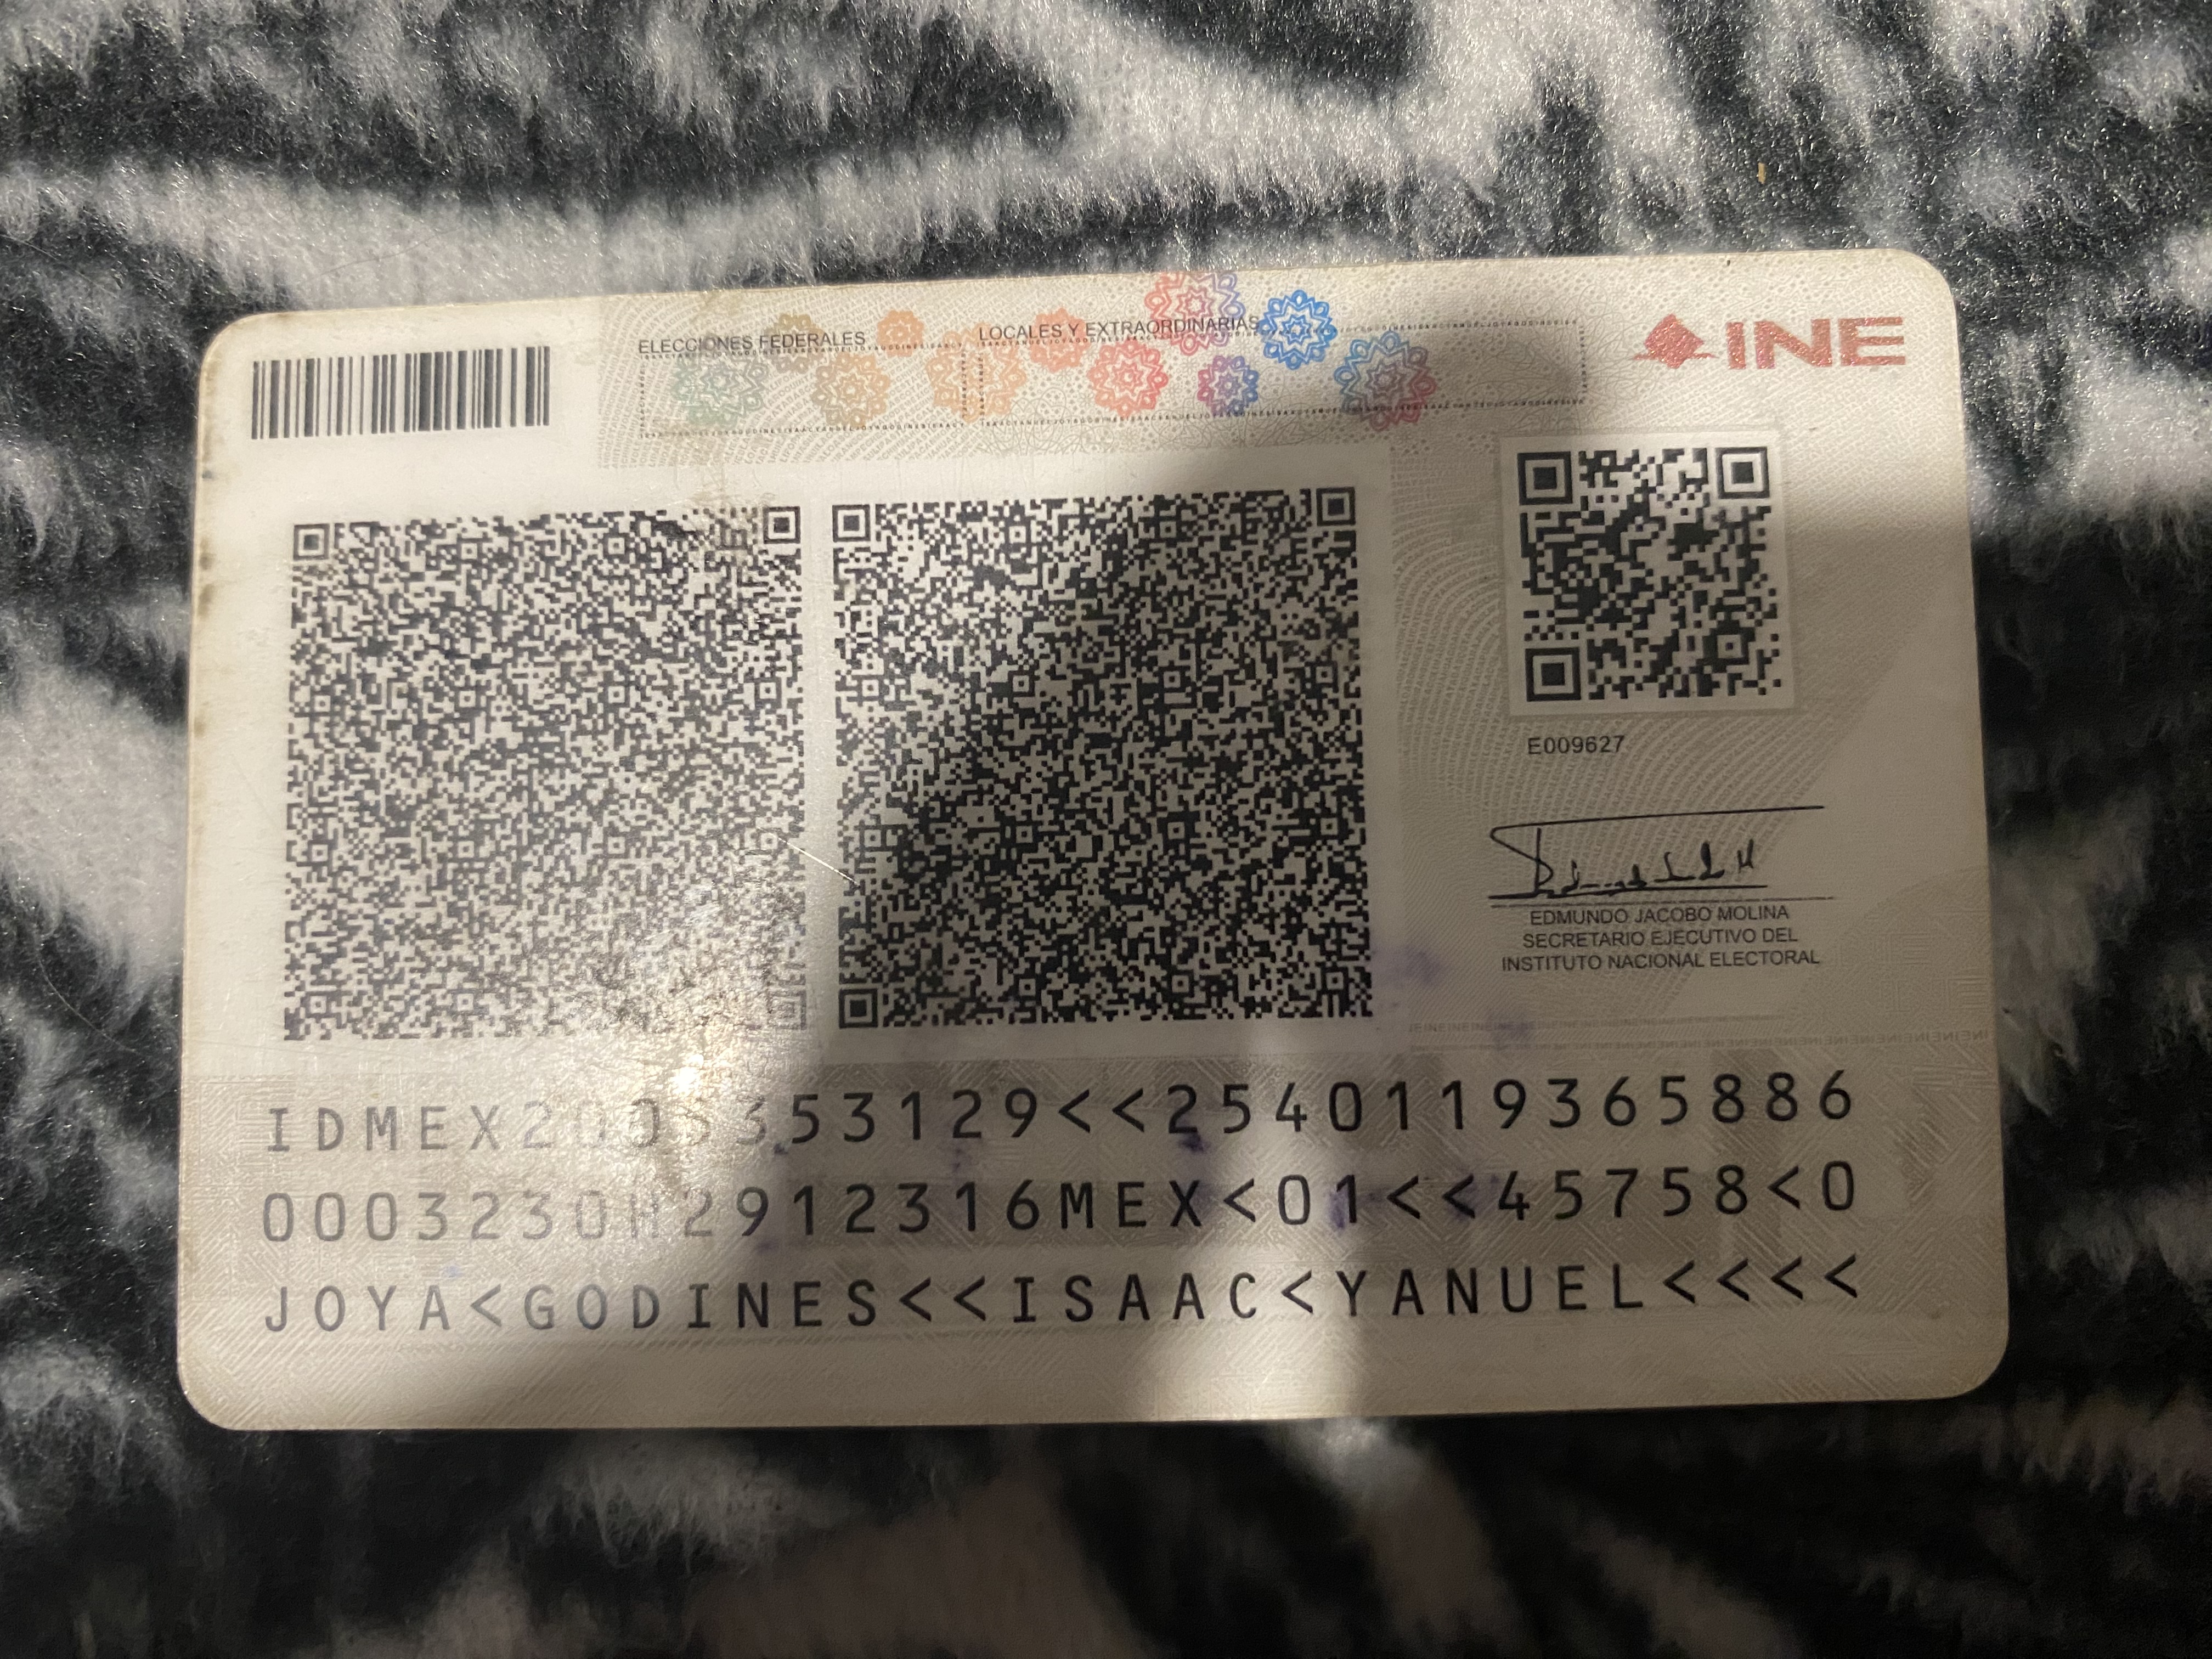 ELECCIONES FEDERALES LOCALES Y EXTRAORDINARIAS
INE
E009627
EDMUNDO JACOBO MOLINA
SECRETARIO EJECUTIVO DEL
INSTITUTO NACIONAL ELECTORAL
IDMEX2003353129<<2540119365886
0003230H2912316MEX<01<<45758<0
JOYA<GODINES<<ISAAC<YANUEL<<<<